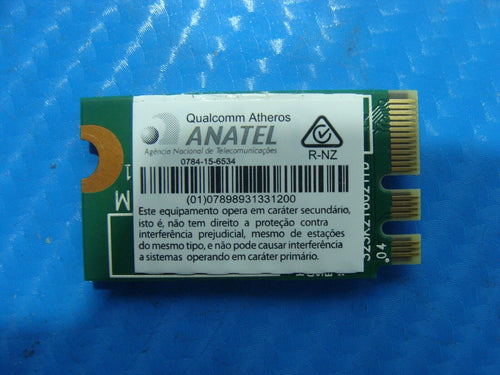 Qualcomm Atheros
ANATEL
Agência Nacional de Telecomunicações
0784-15-6534
R-NZ
(01)07898931331200
Este equipamento opera em caráter secundário,
isto é, não tem direito a proteção contra
interferência prejudicial, mesmo de estações
do mesmo tipo, e não pode causar interferência
a sistemas operando em caráter primário.
M
1
.04